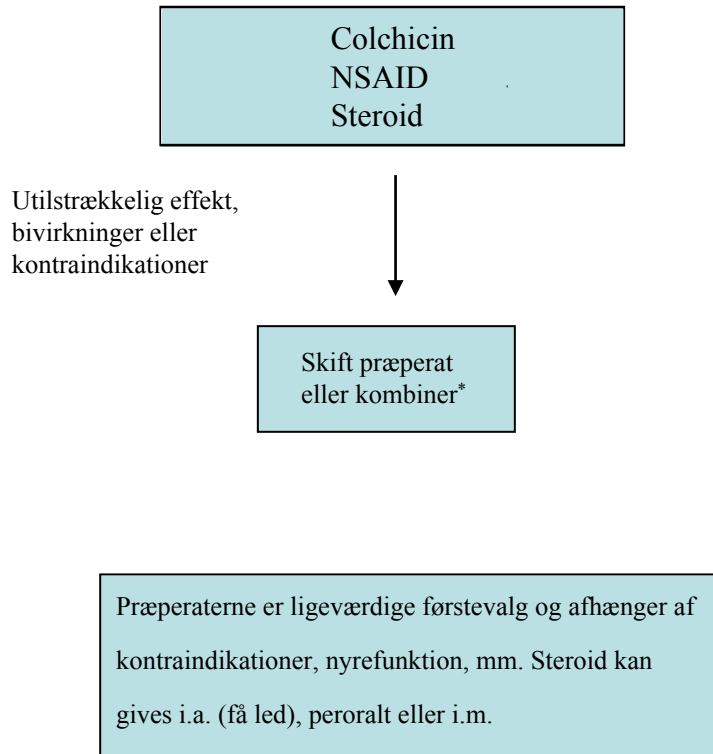 Colchicin
NSAID
Steroid
Utilstrækkelig effekt,
bivirkninger eller
kontraindikationer
Skift præperat
eller kombiner*
Præperaterne er ligeværdige førstevalg og afhænger af
kontraindikationer, nyrefunktion, mm. Steroid kan
gives i.a. (få led), peroralt eller i.m.